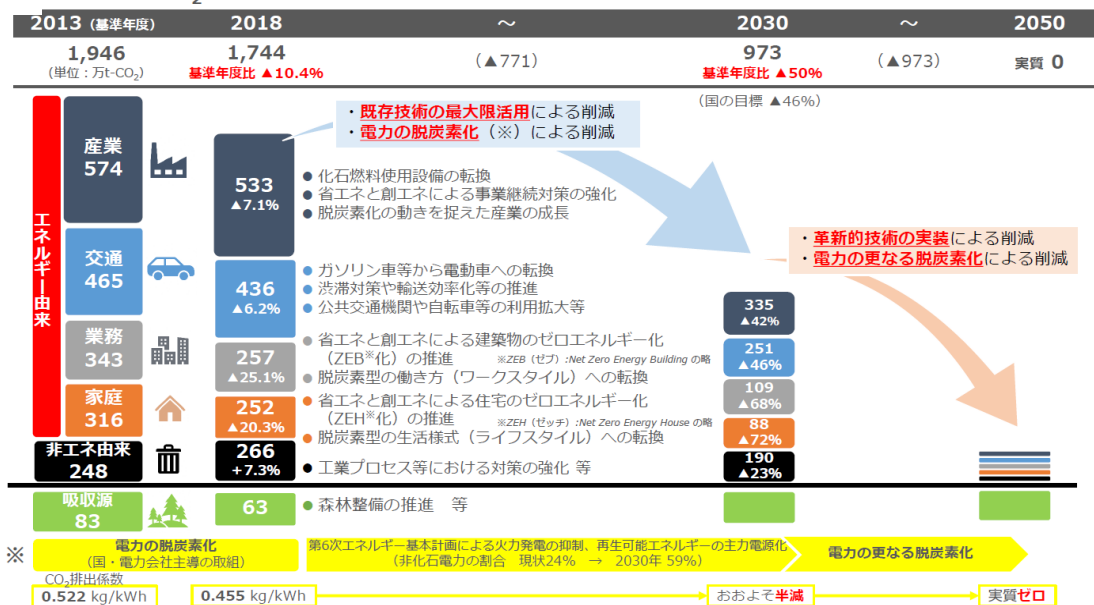 2
2013 (基準年度)
2018
～
2030
～
2050
1,946
(単位：万t-CO2)
1,744
基準年度比 ▲10.4%
(▲771)
973
基準年度比 ▲50%
(▲973)
実質 0
(国の目標 ▲46%)
・既存技術の最大限活用による削減
・電力の脱炭素化（※）による削減
エネルギー由来
産業
574
533
▲7.1%
● 化石燃料使用設備の転換
● 省エネと創エネによる事業継続対策の強化
● 脱炭素化の動きを捉えた産業の成長
・革新的技術の実装による削減
・電力の更なる脱炭素化による削減
交通
465
436
▲6.2%
● ガソリン車等から電動車への転換
● 渋滞対策や輸送効率化等の推進
● 公共交通機関や自転車等の利用拡大等
335
▲42%
業務
343
257
▲25.1%
● 省エネと創エネによる建築物のゼロエネルギー化
（ZEB※化）の推進 ※ZEB（ゼブ）:Net Zero Energy Building の略
● 脱炭素型の働き方（ワークスタイル）への転換
251
▲46%
109
▲68%
家庭
316
252
▲20.3%
● 省エネと創エネによる住宅のゼロエネルギー化
（ZEH※化）の推進 ※ZEH（ゼッチ）:Net Zero Energy House の略
● 脱炭素型の生活様式（ライフスタイル）への転換
88
▲72%
非エネ由来
248
266
+7.3%
● 工業プロセス等における対策の強化 等
190
▲23%
吸収源
83
63
● 森林整備の推進 等
※
電力の脱炭素化
（国・電力会社主導の取組）
第6次エネルギー基本計画による火力発電の抑制、再生可能エネルギーの主力電源化
（非化石電力の割合 現状24% → 2030年 59%）
電力の更なる脱炭素化
CO2排出係数
0.522 kg/kWh
0.455 kg/kWh
おおよそ半減
実質ゼロ